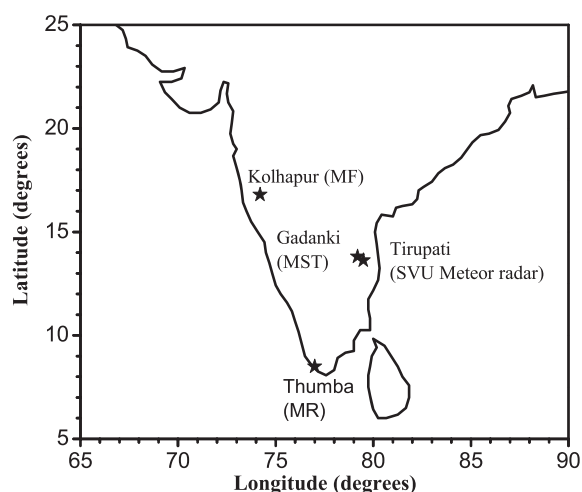 25
20
15
10
5
Latitude (degrees)
Kolhapur (MF)
Gadanki
(MST)
Tirupati
(SVU Meteor radar)
Thumba
(MR)
65 70 75 80 85 90
Longitude (degrees)